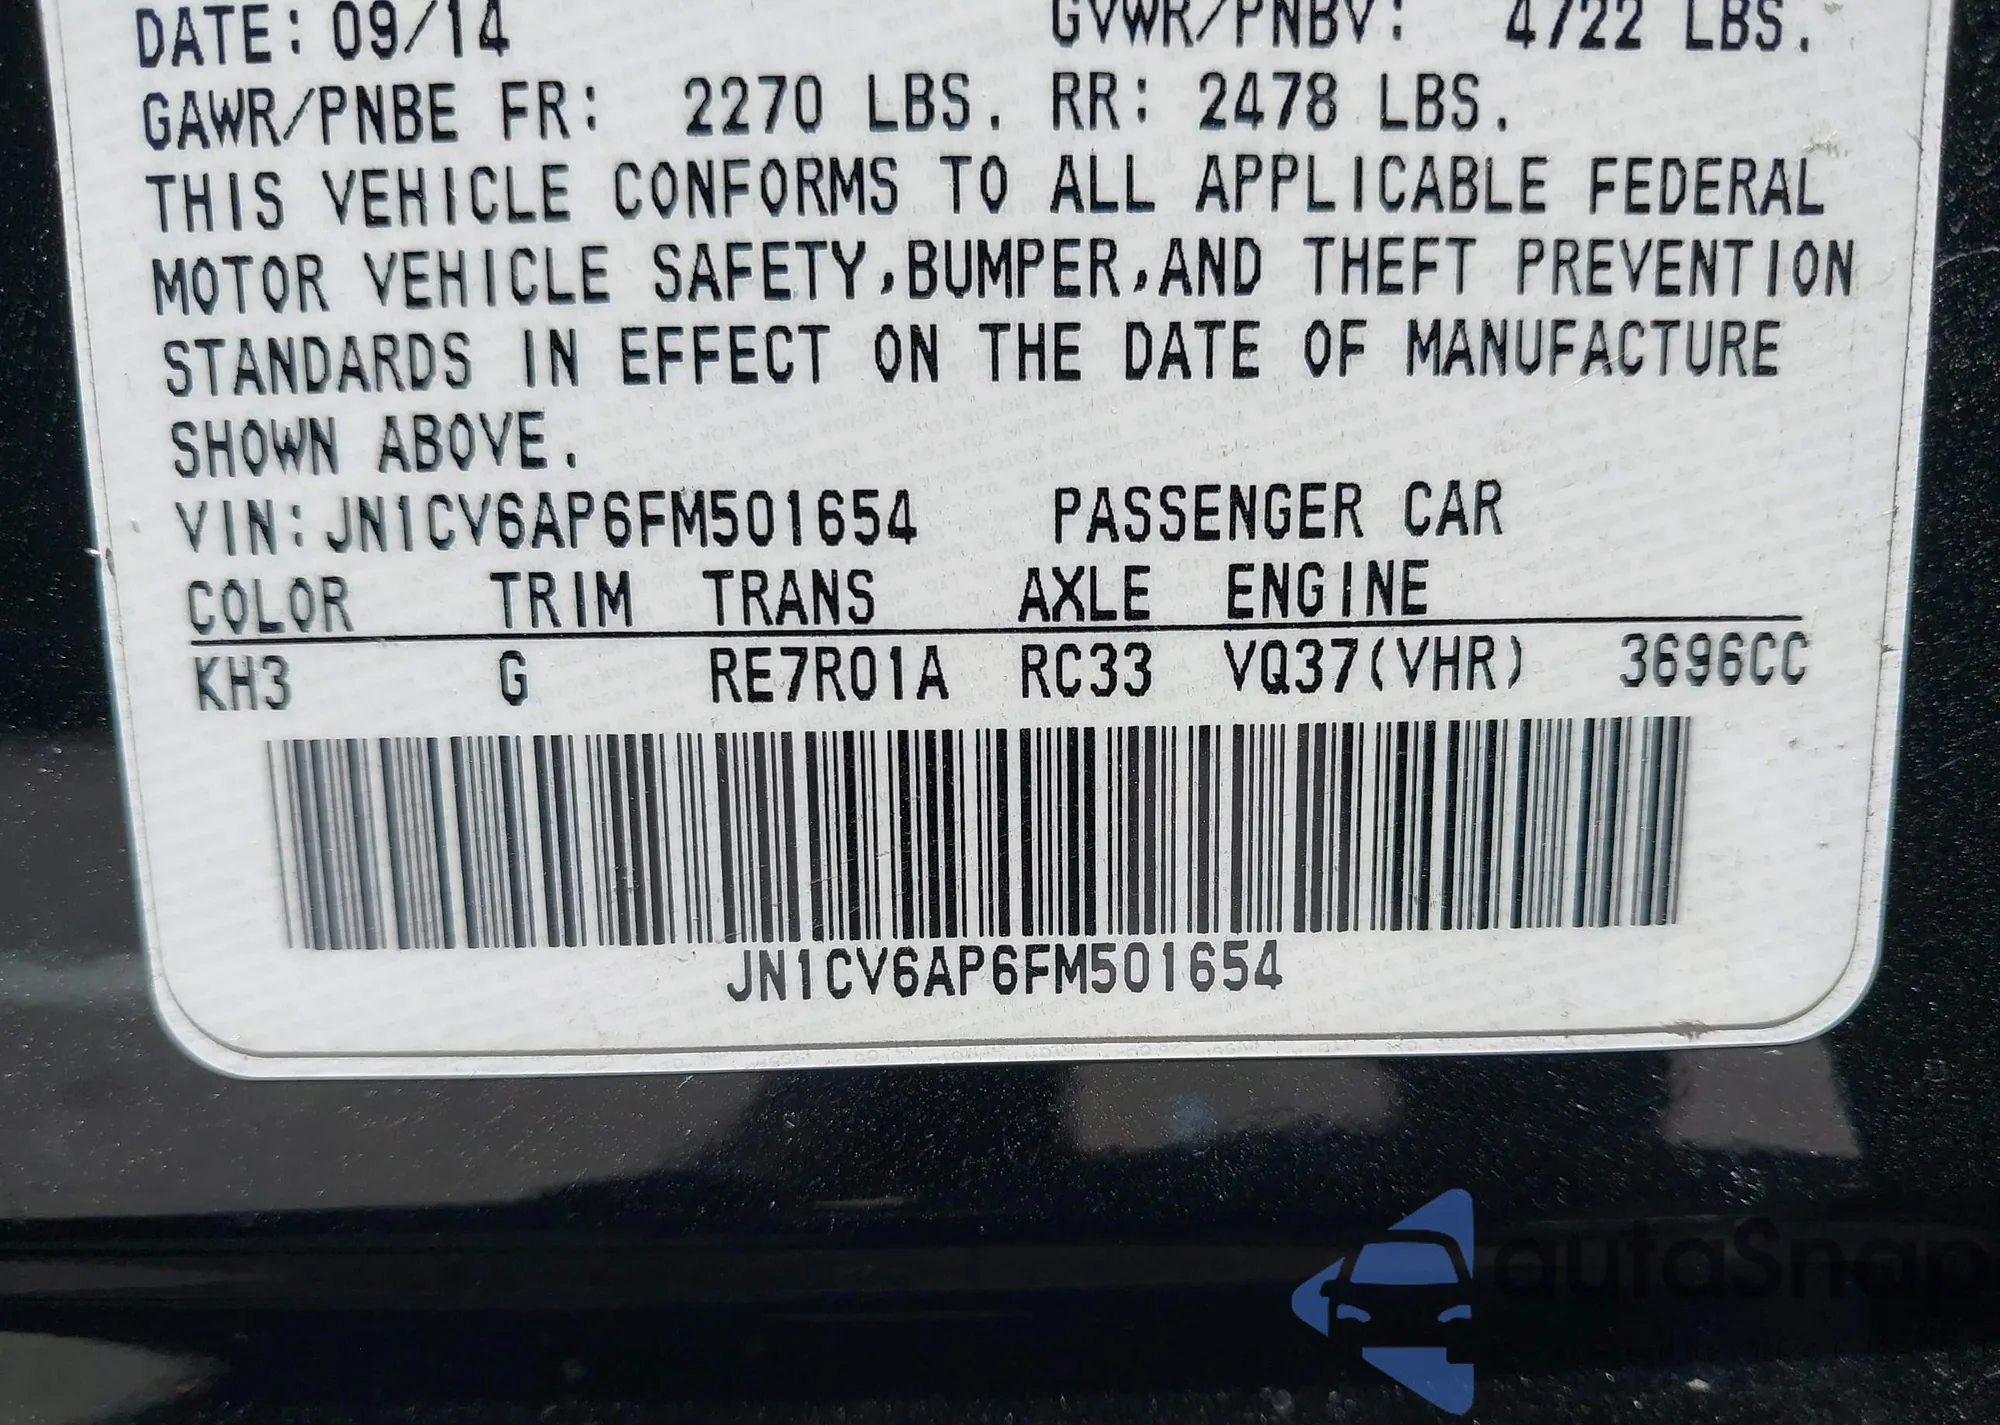 DATE: 09/14 GVWR/PNBV: 4722 LBS.
GAWR/PNBE FR: 2270 LBS. RR: 2478 LBS.
THIS VEHICLE CONFORMS TO ALL APPLICABLE FEDERAL
MOTOR VEHICLE SAFETY,BUMPER,AND THEFT PREVENTION
STANDARDS IN EFFECT ON THE DATE OF MANUFACTURE
SHOWN ABOVE.
VIN:JN1CV6AP6FM501654 PASSENGER CAR
COLOR TRIM TRANS AXLE ENGINE
KH3 G RE7R01A RC33 VQ37(VHR) 3696CC
JN1CV6AP6FM501654
autoSnap